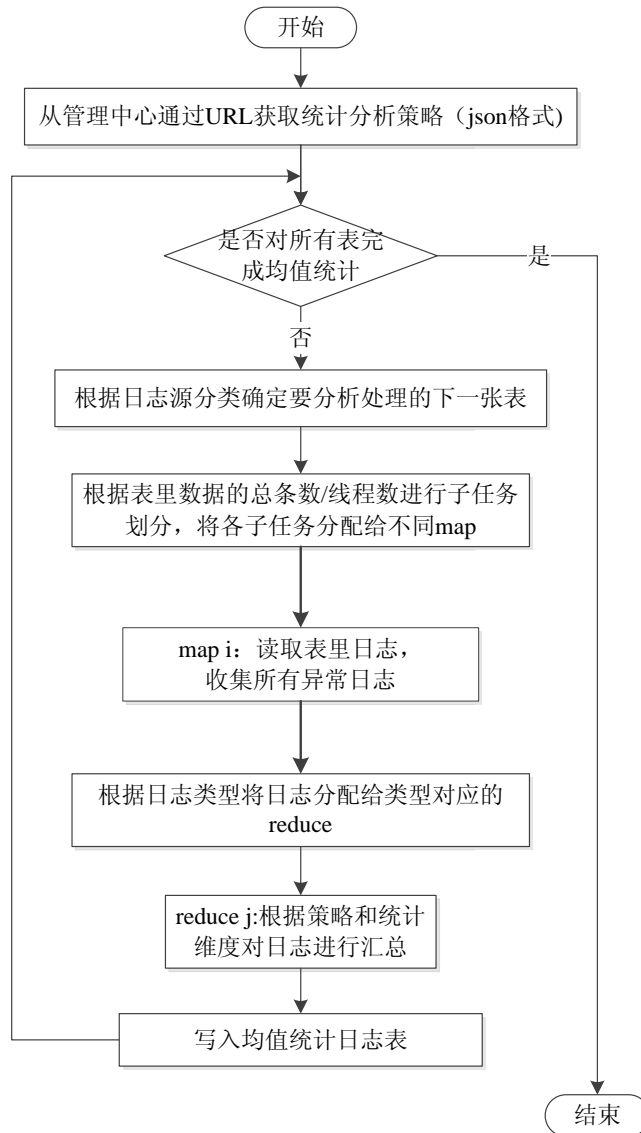 开始
从管理中心通过URL获取统计分析策略（json格式)
是否对所有表完
成均值统计
是
否
根据日志源分类确定要分析处理的下一张表
根据表里数据的总条数/线程数进行子任务
划分，将各子任务分配给不同map
map i：读取表里日志，
收集所有异常日志
根据日志类型将日志分配给类型对应的
reduce
reduce j:根据策略和统计
维度对日志进行汇总
写入均值统计日志表
结束